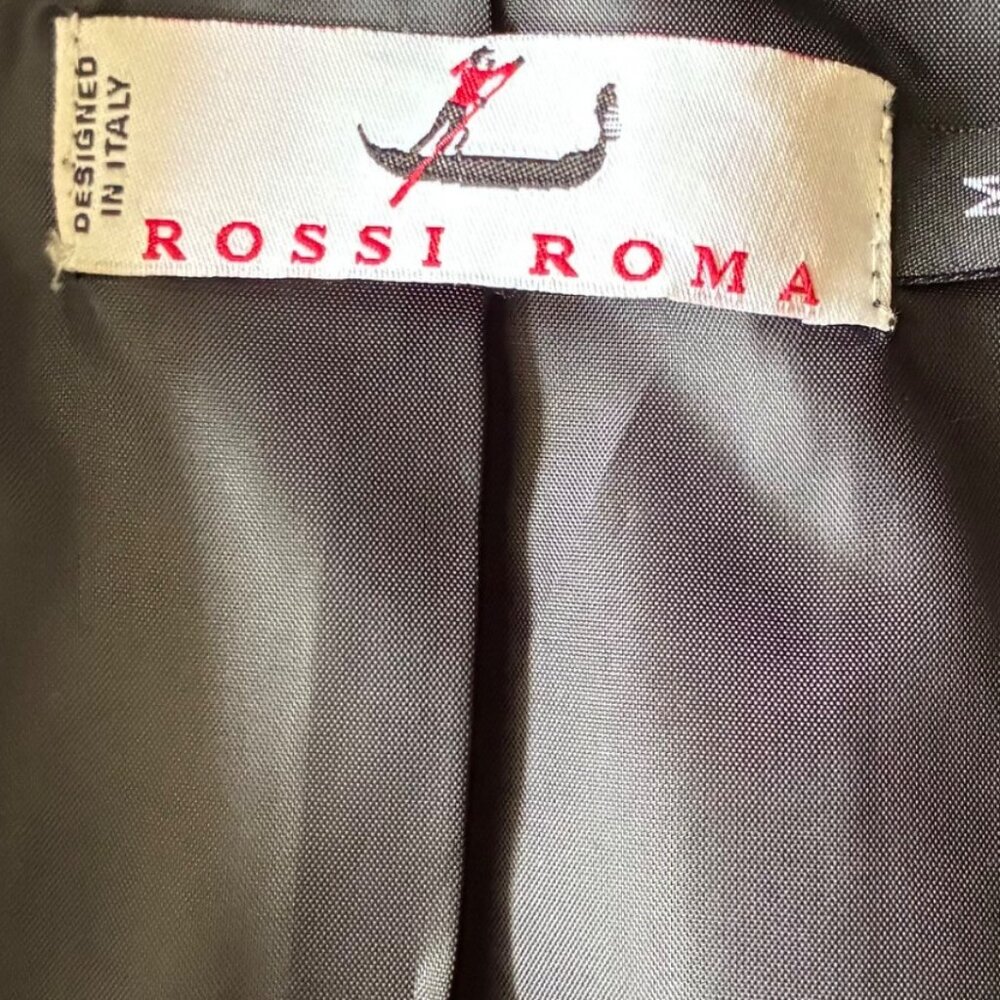 DESIGNED
IN ITALY
ROSSI ROMA
M